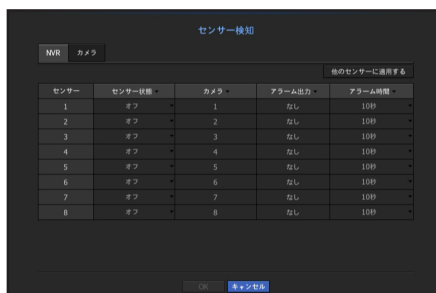 センサー検知
NVR カメラ
他のセンサーに適用する
センサー センサー状態 カメラ アラーム出力 アラーム時間
1 オフ 1 なし 10秒
2 オフ 2 なし 10秒
3 オフ 3 なし 10秒
4 オフ 4 なし 10秒
5 オフ 5 なし 10秒
6 オフ 6 なし 10秒
7 オフ 7 なし 10秒
8 オフ 8 なし 10秒
OK キャンセル